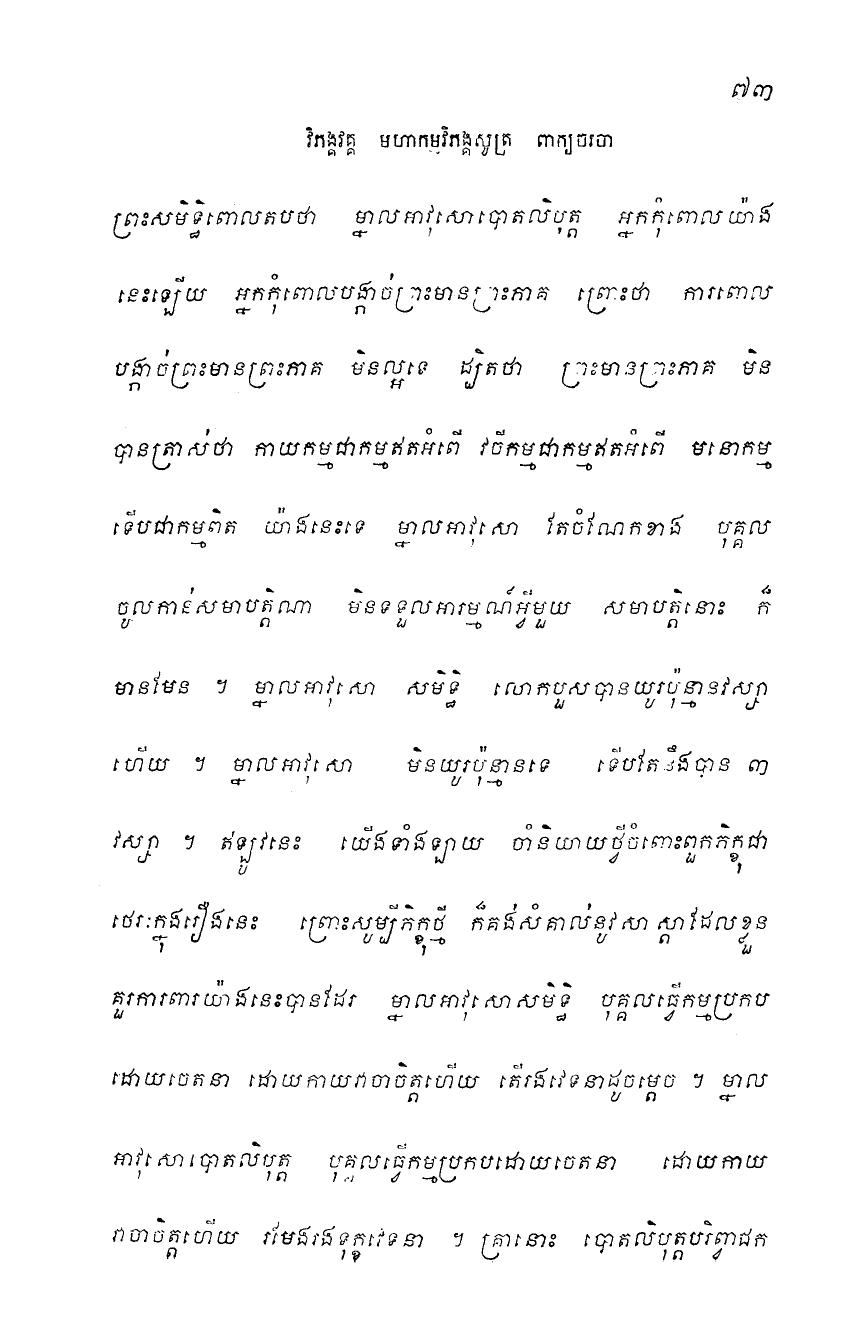 ៧៣
វិភង្គវគ្គ មហាកម្មវិភង្គសូត្រ ពាក្យចរចា
ព្រះសមិទ្ធិពោលតបថា ម្នាលអាវុសោបោតលិបុត្ត អ្នកកុំពោលយ៉ាង
នេះឡើយ អ្នកកុំពោលបង្កាច់ព្រះមានព្រះភាគ ព្រោះថា ការពោល
បង្កាច់ព្រះមានព្រះភាគ មិនល្អទេ ដ្បិតថា ព្រះមានព្រះភាគ មិន
បានត្រាស់ថា កាយកម្មជាកម្មឥតអំពើ វចីកម្មជាកម្មឥតអំពើ មនោកម្ម
ទើបជាកម្មពិត យ៉ាងនេះទេ ម្នាលអាវុសោ តែចំណែកខាង បុគ្គល
ចូលកាន់សមាបត្តិណា មិនទទួលអារម្មណ៍អ្វីមួយ សមាបត្តិនោះ ក៏
មានមែន ។ ម្នាលអាវុសោ សមិទ្ធិ លោកបួសបានយូរប៉ុន្មានវស្សា
ហើយ ។ ម្នាលអាវុសោ មិនយូរប៉ុន្មានទេ ទើបតែនឹងបាន ៣
វស្សា ។ ឥឡូវនេះ យើងទាំងឡាយ ចាំនិយាយថ្វីចំពោះពួកភិក្ខុជា
ថេរៈក្នុងរឿងនេះ ព្រោះសូម្បីភិក្ខុថ្មី ក៏គង់សំគាល់នូវសាស្តាដែលខ្លួន
គួរការពារយ៉ាងនេះបានដែរ ម្នាលអាវុសោសមិទ្ធិ បុគ្គលធ្វើកម្មប្រកប
ដោយចេតនា ដោយកាយវាចាចិត្តហើយ តើរងវេទនាដូចម្តេច ។ ម្នាល
អាវុសោបោតលិបុត្ត បុគ្គលធ្វើកម្មប្រកបដោយចេតនា ដោយកាយ
វាចាចិត្តហើយ រមែងរងទុក្ខវេទនា ។ គ្រានោះ បោតលិបុត្តបរិព្វាជក